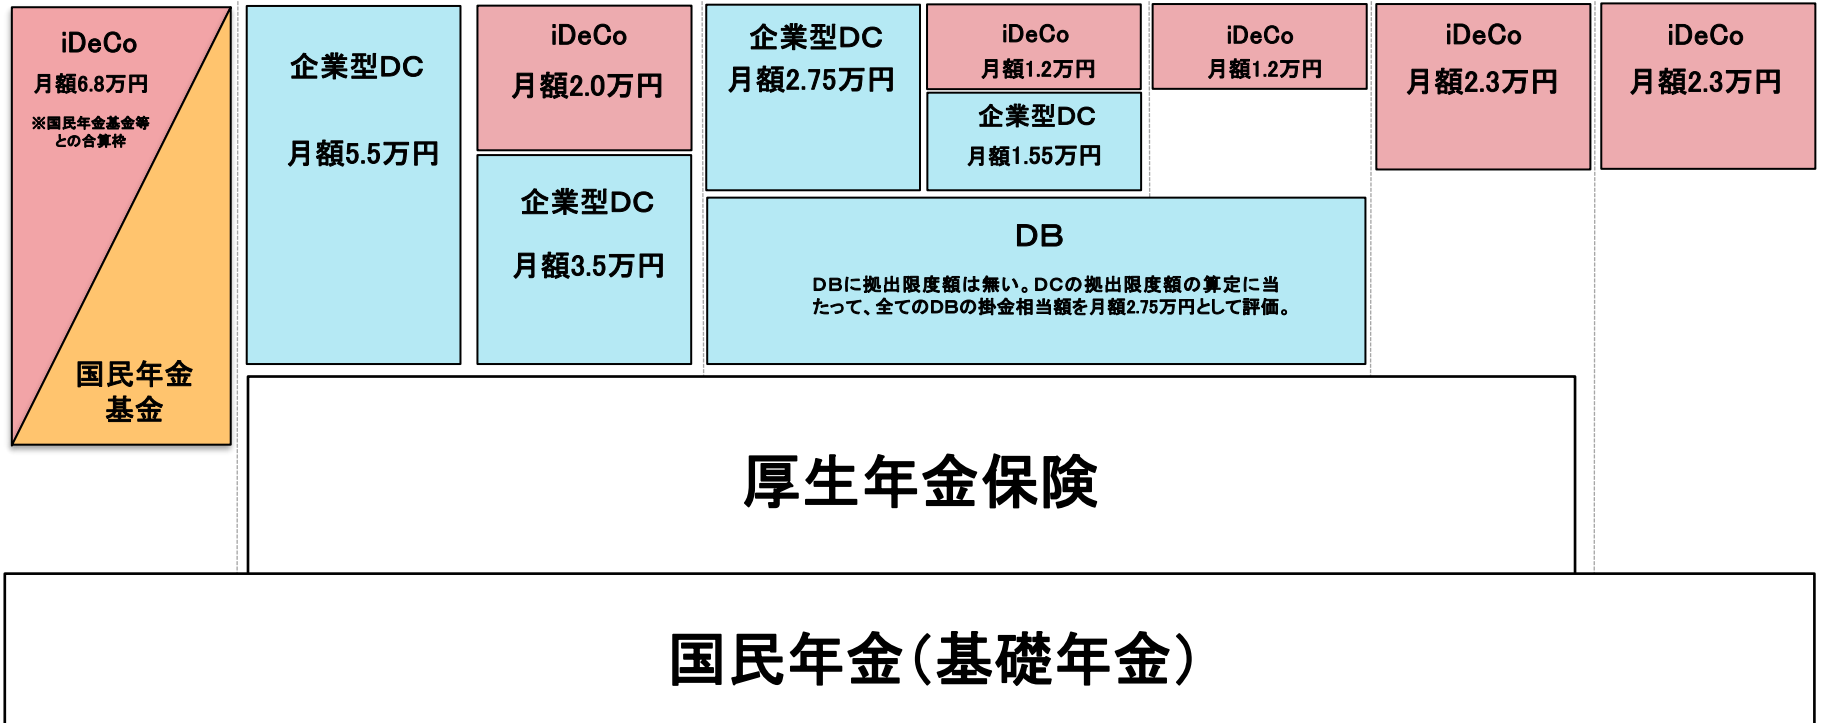 iDeCo
月額6.8万円
※国民年金基金等
との合算枠
国民年金
基金
企業型DC
月額5.5万円
iDeCo
月額2.0万円
企業型DC
月額3.5万円
企業型DC
月額2.75万円
iDeCo
月額1.2万円
企業型DC
月額1.55万円
iDeCo
月額1.2万円
iDeCo
月額2.3万円
iDeCo
月額2.3万円
DB
DBに拠出限度額は無い。DCの拠出限度額の算定に当
たって、全てのDBの掛金相当額を月額2.75万円として評価。
厚生年金保険
国民年金(基礎年金)